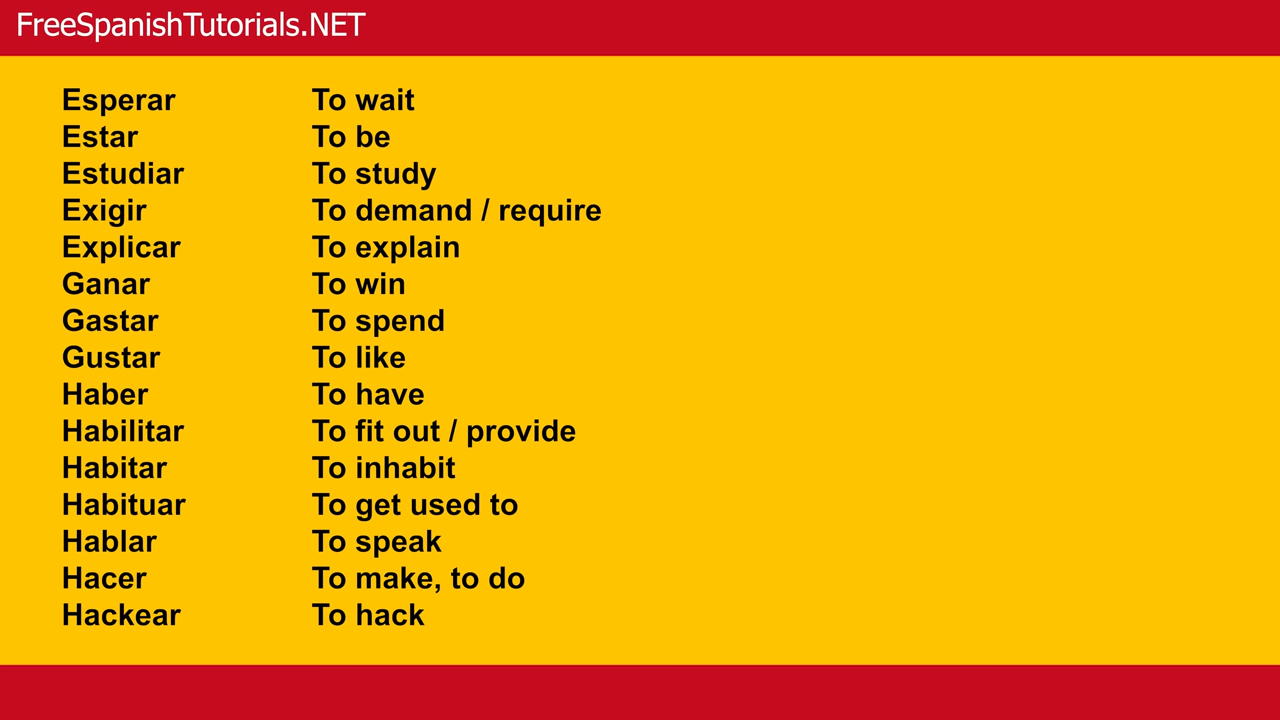 FreeSpanishTutorials.NET
Esperar To wait
Estar To be
Estudiar To study
Exigir To demand / require
Explicar To explain
Ganar To win
Gastar To spend
Gustar To like
Haber To have
Habilitar To fit out / provide
Habitar To inhabit
Habituar To get used to
Hablar To speak
Hacer To make, to do
Hackear To hack